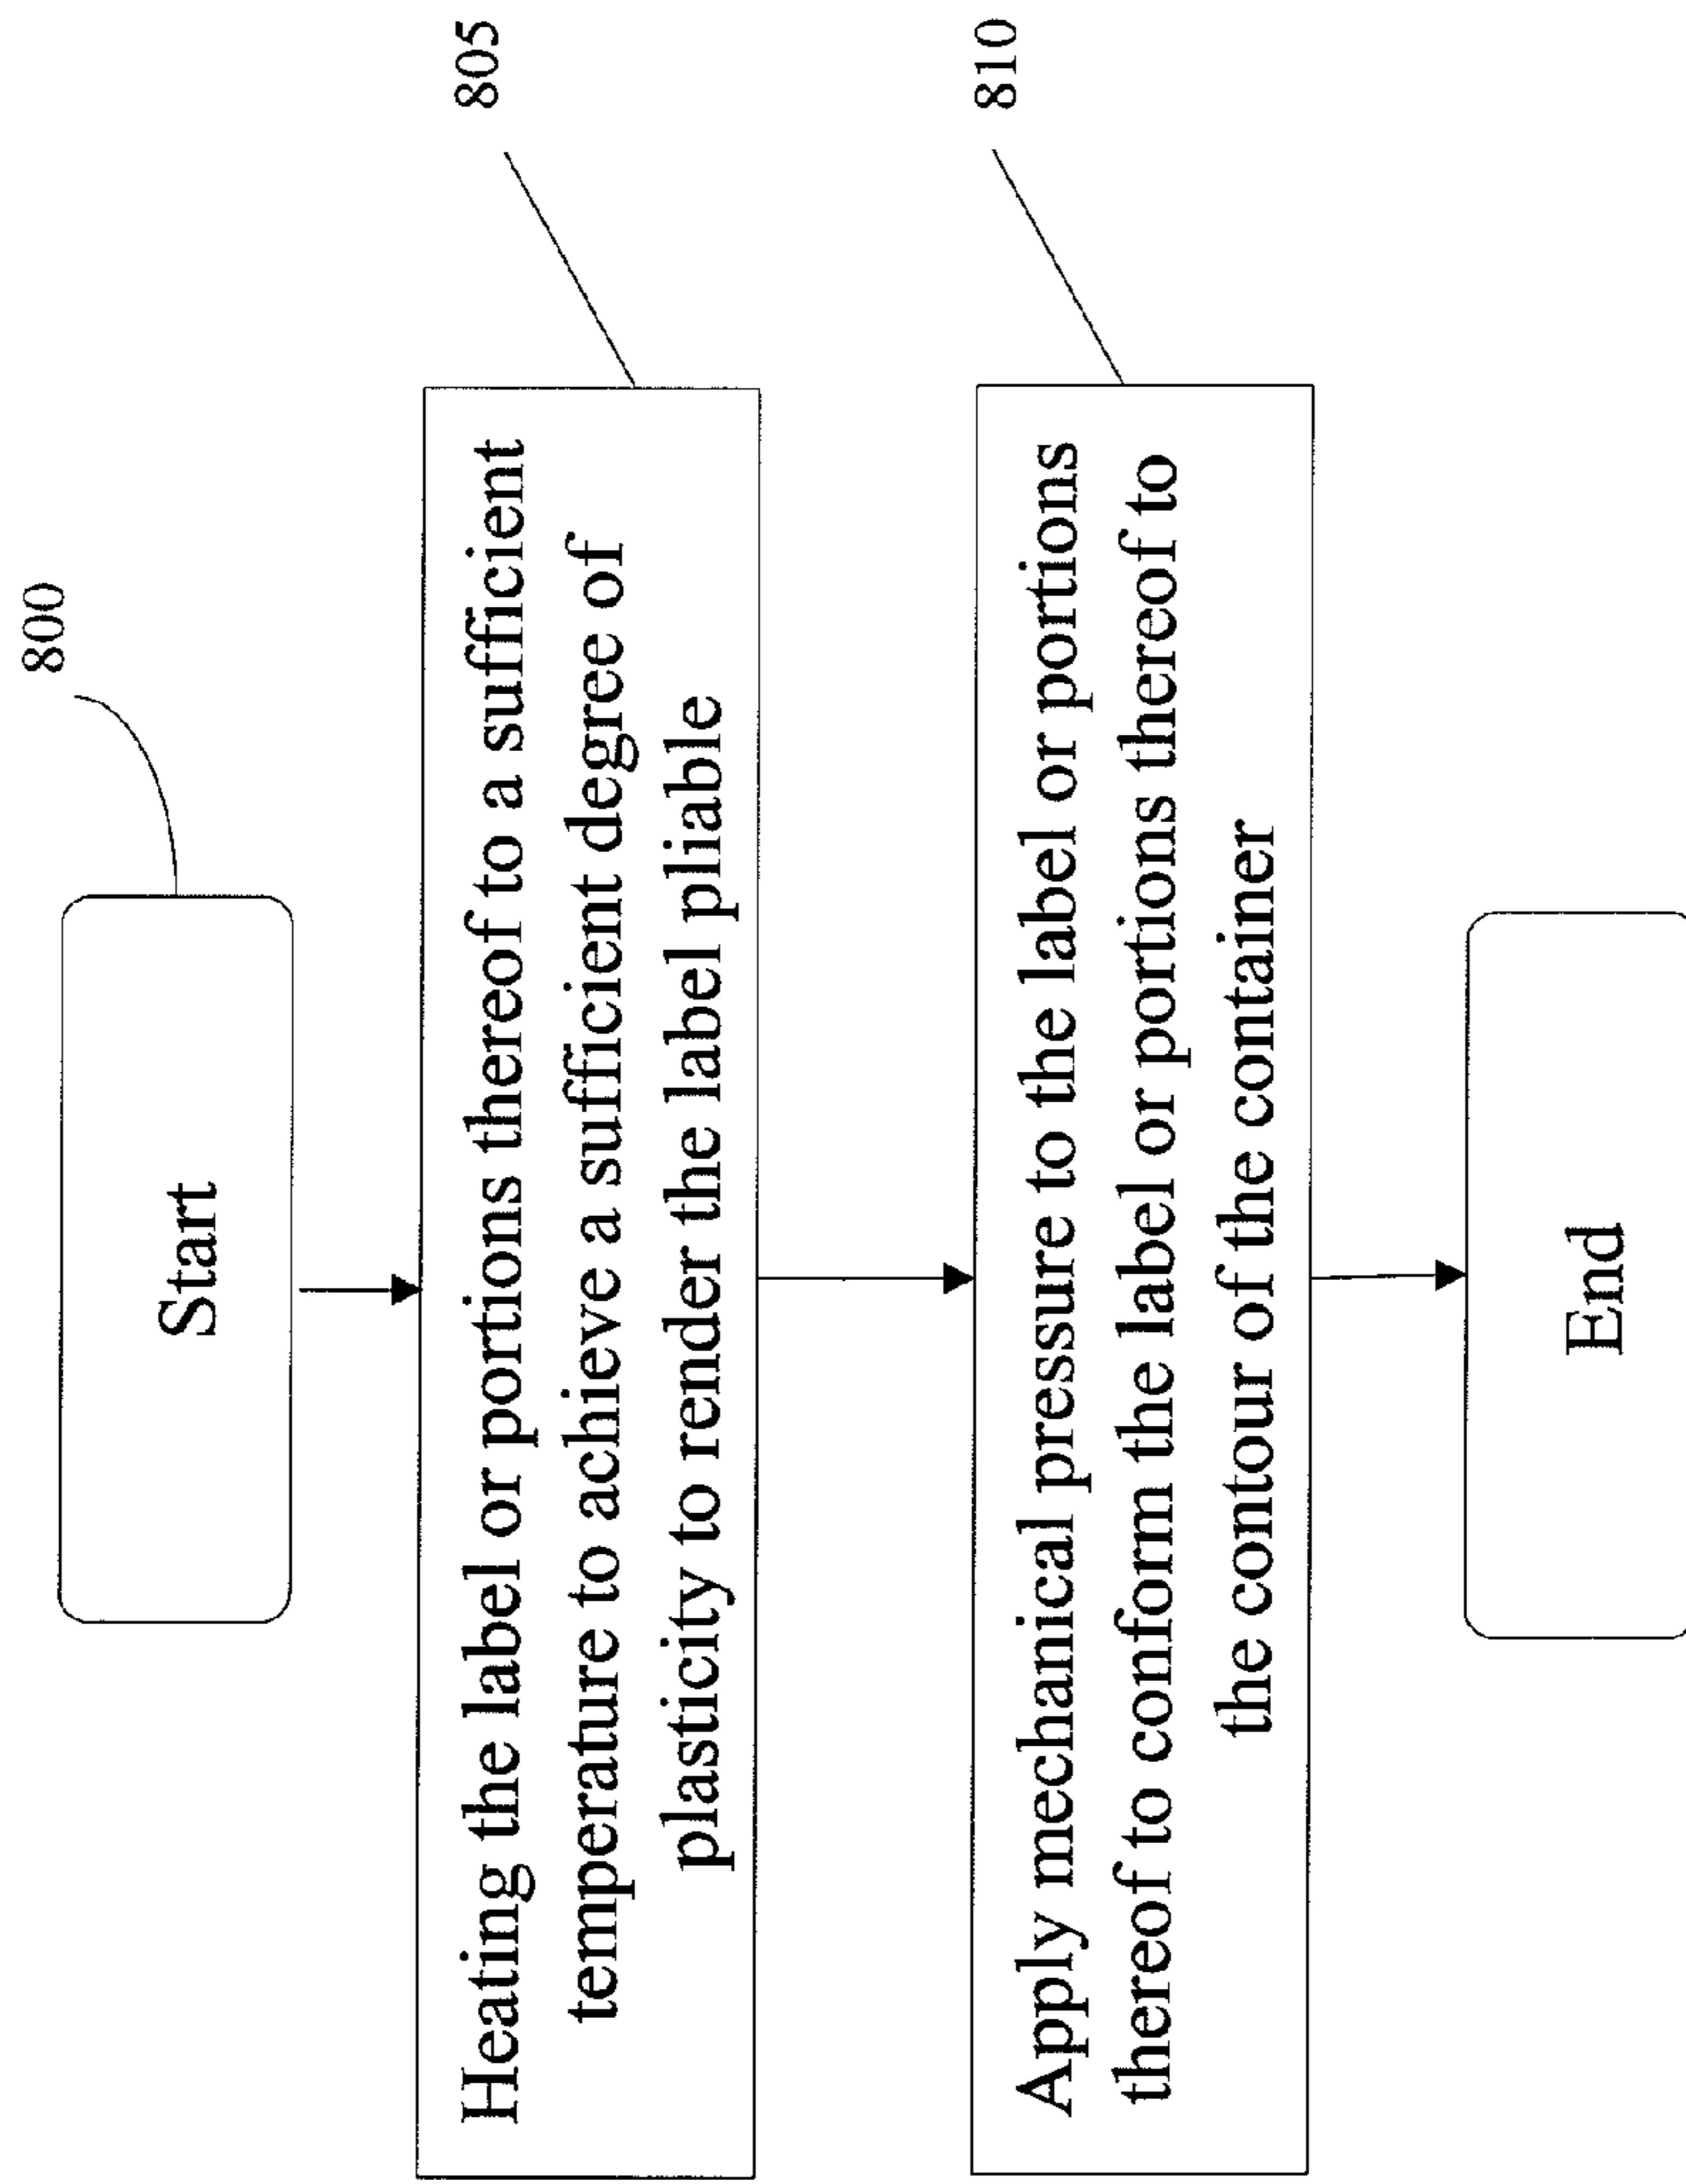 800
Start
805
Heating the label or portions thereof to a sufficient
temperature to achieve a sufficient degree of
plasticity to render the label pliable
810
Apply mechanical pressure to the label or portions
thereof to conform the label or portions thereof to
the contour of the container
End